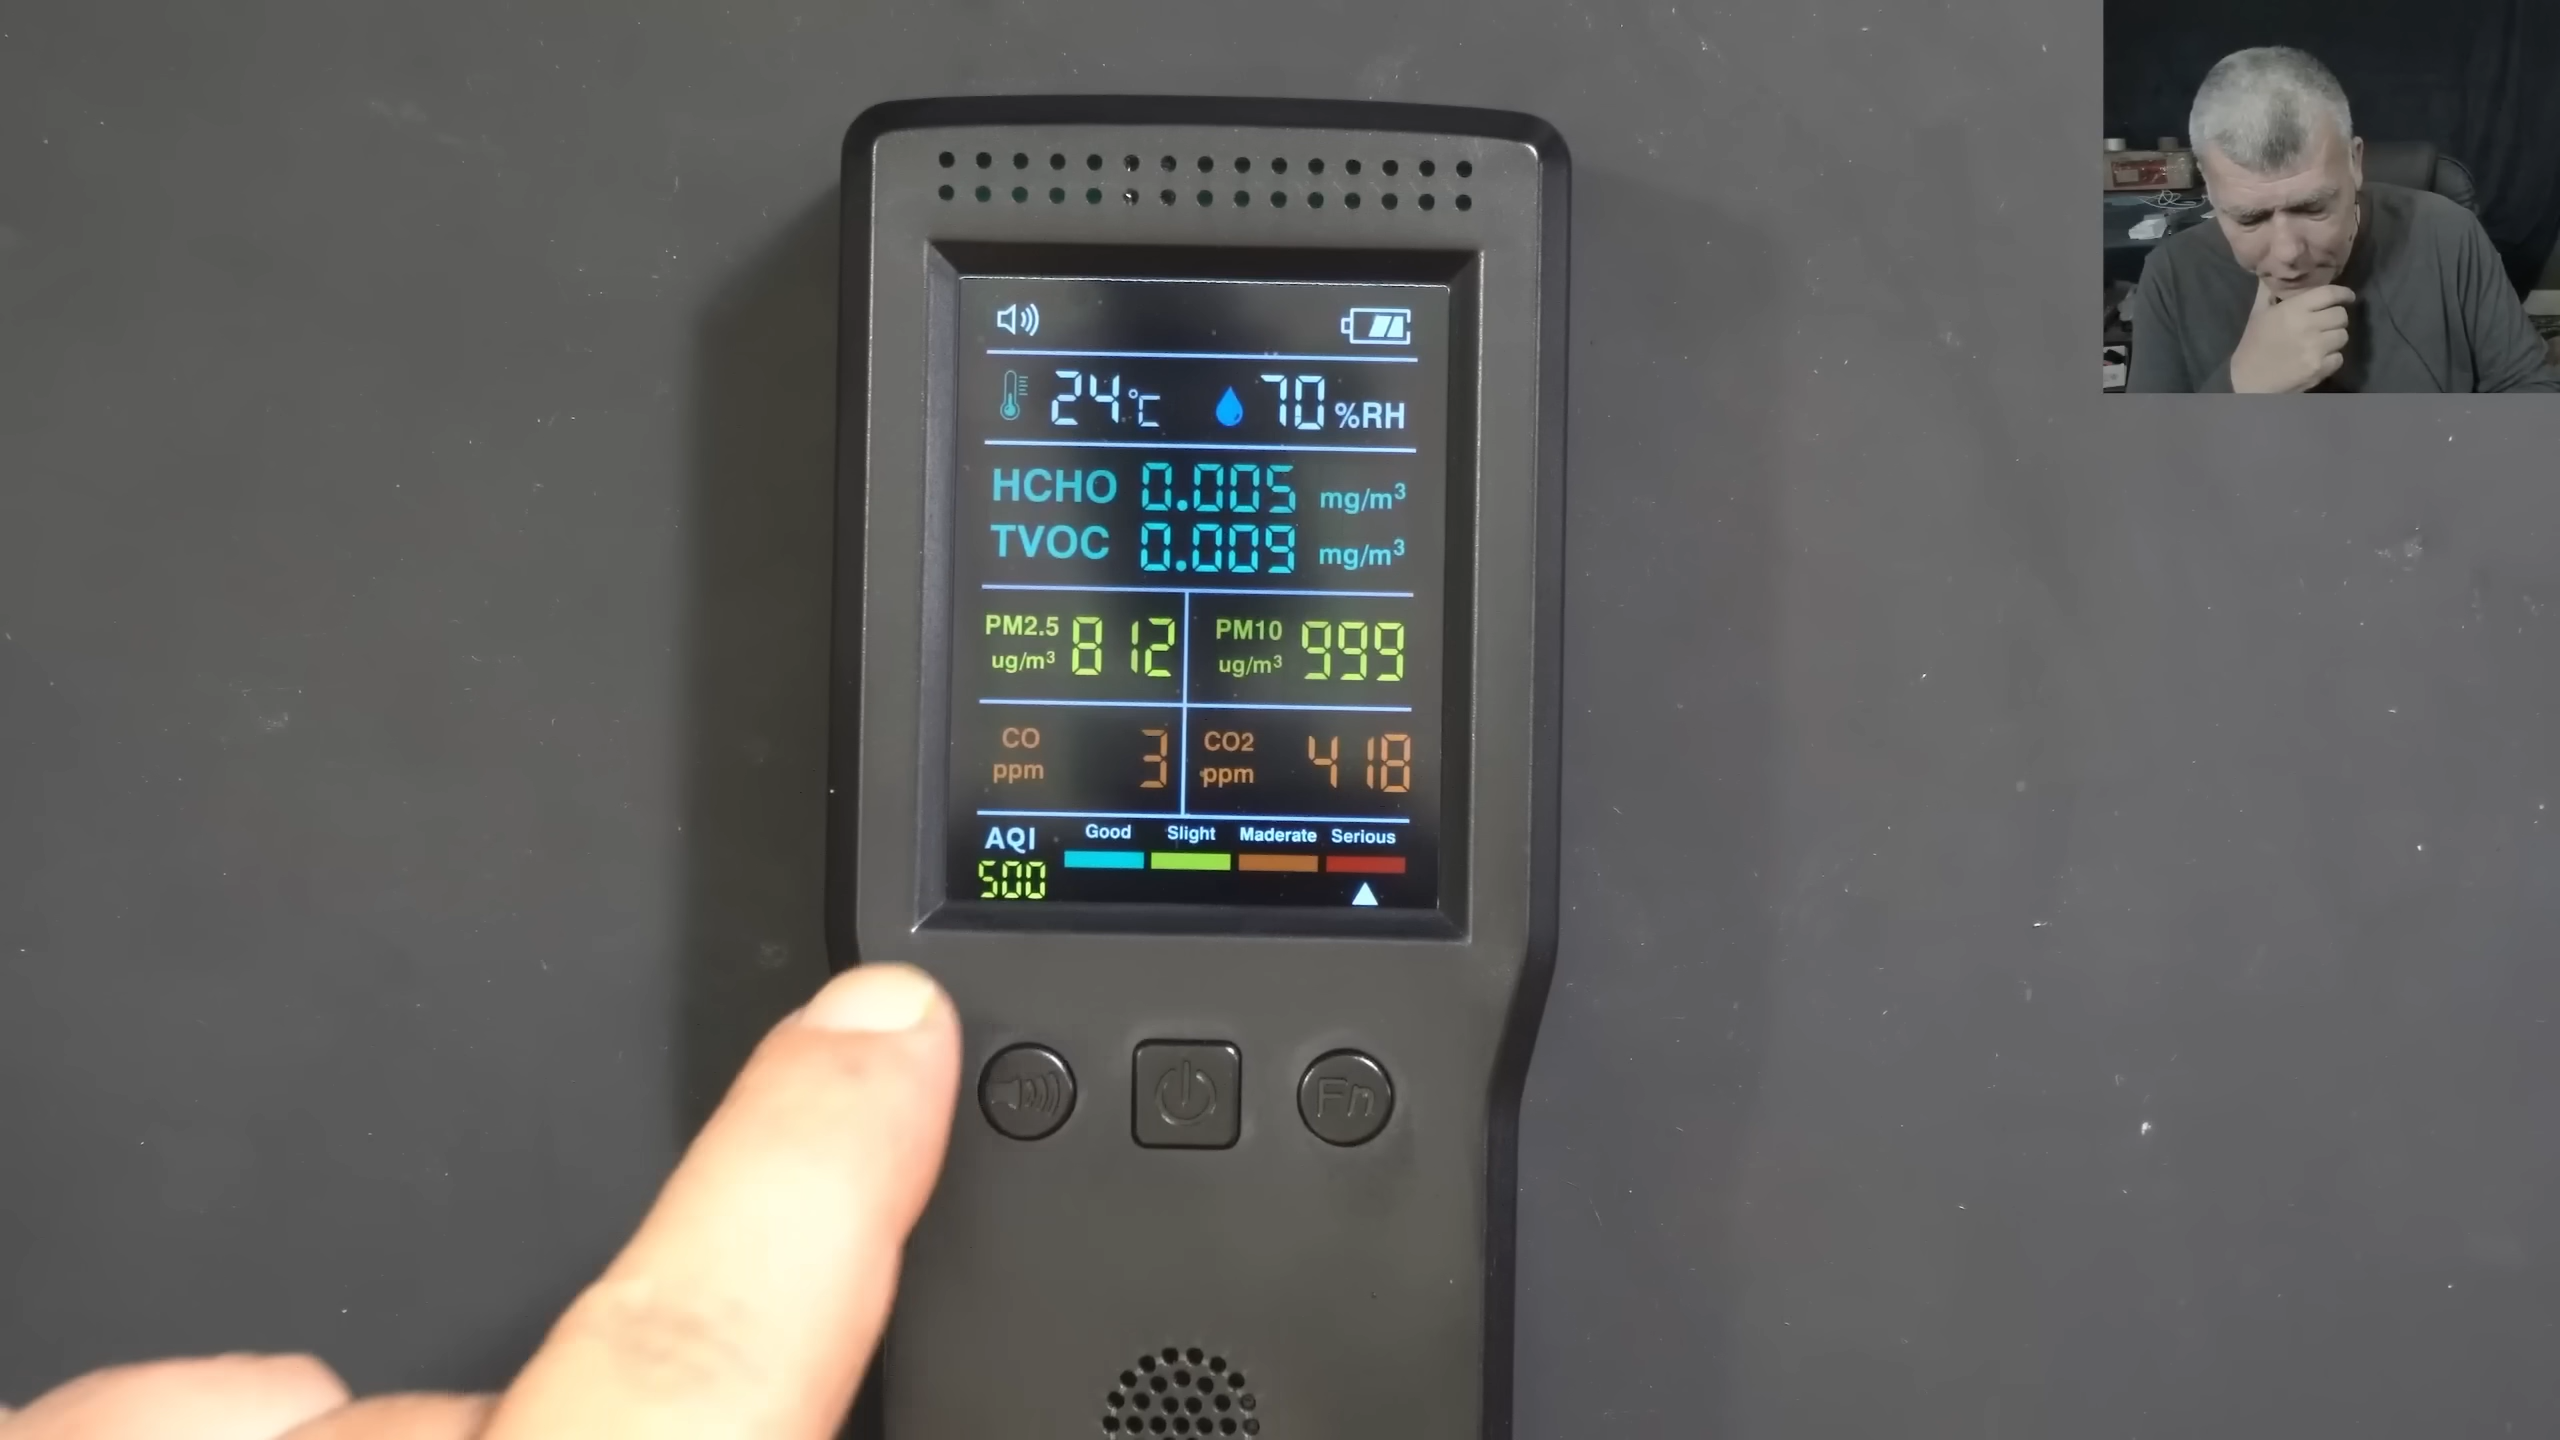 24 °C 70 %RH
HCHO 0.005 mg/m³
TVOC 0.009 mg/m³
PM2.5 ug/m³ 812
PM10 ug/m³ 999
CO ppm 3
CO2 ppm 418
AQI 500
Good Slight Maderate Serious
Fn